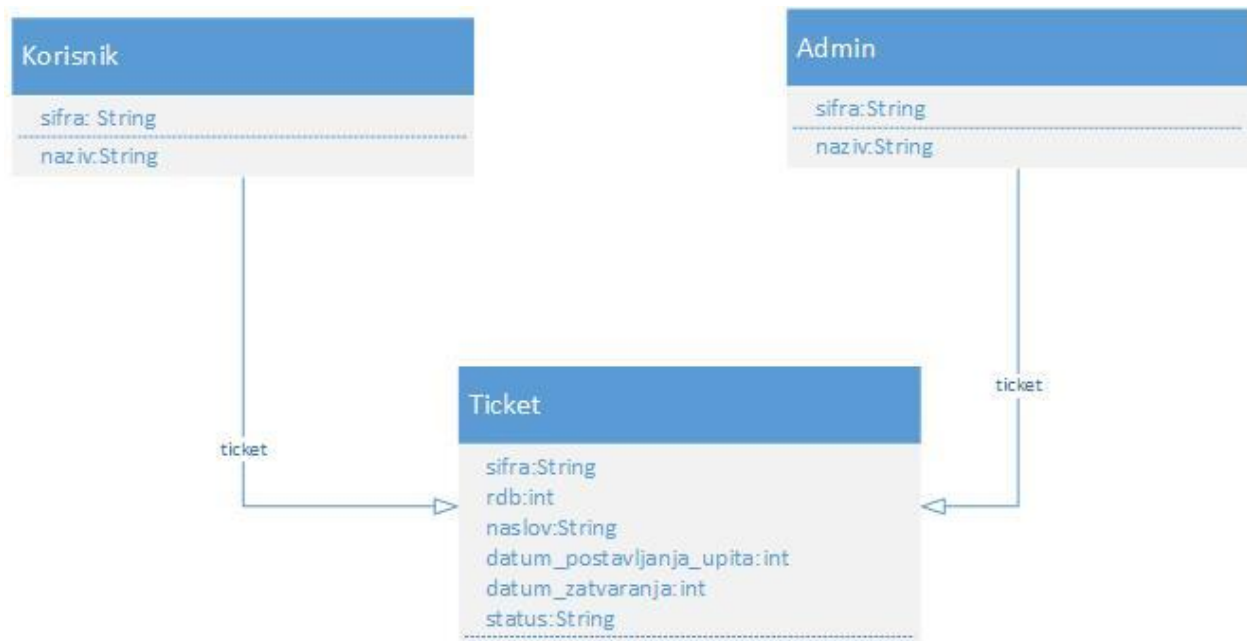 Korisnik
sifra: String
naziv:String
Admin
sifra:String
naziv:String
ticket
ticket
Ticket
sifra:String
rdb:int
naslov:String
datum_postavljanja_upita:int
datum_zatvaranja:int
status:String